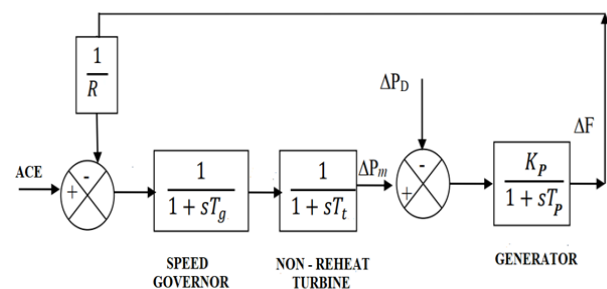 1
R
ΔP_D
ΔF
ACE
-
+
1
1 + sT_g
1
1 + sT_t
ΔP_m
-
+
K_P
1 + sT_p
SPEED
GOVERNOR
NON - REHEAT
TURBINE
GENERATOR